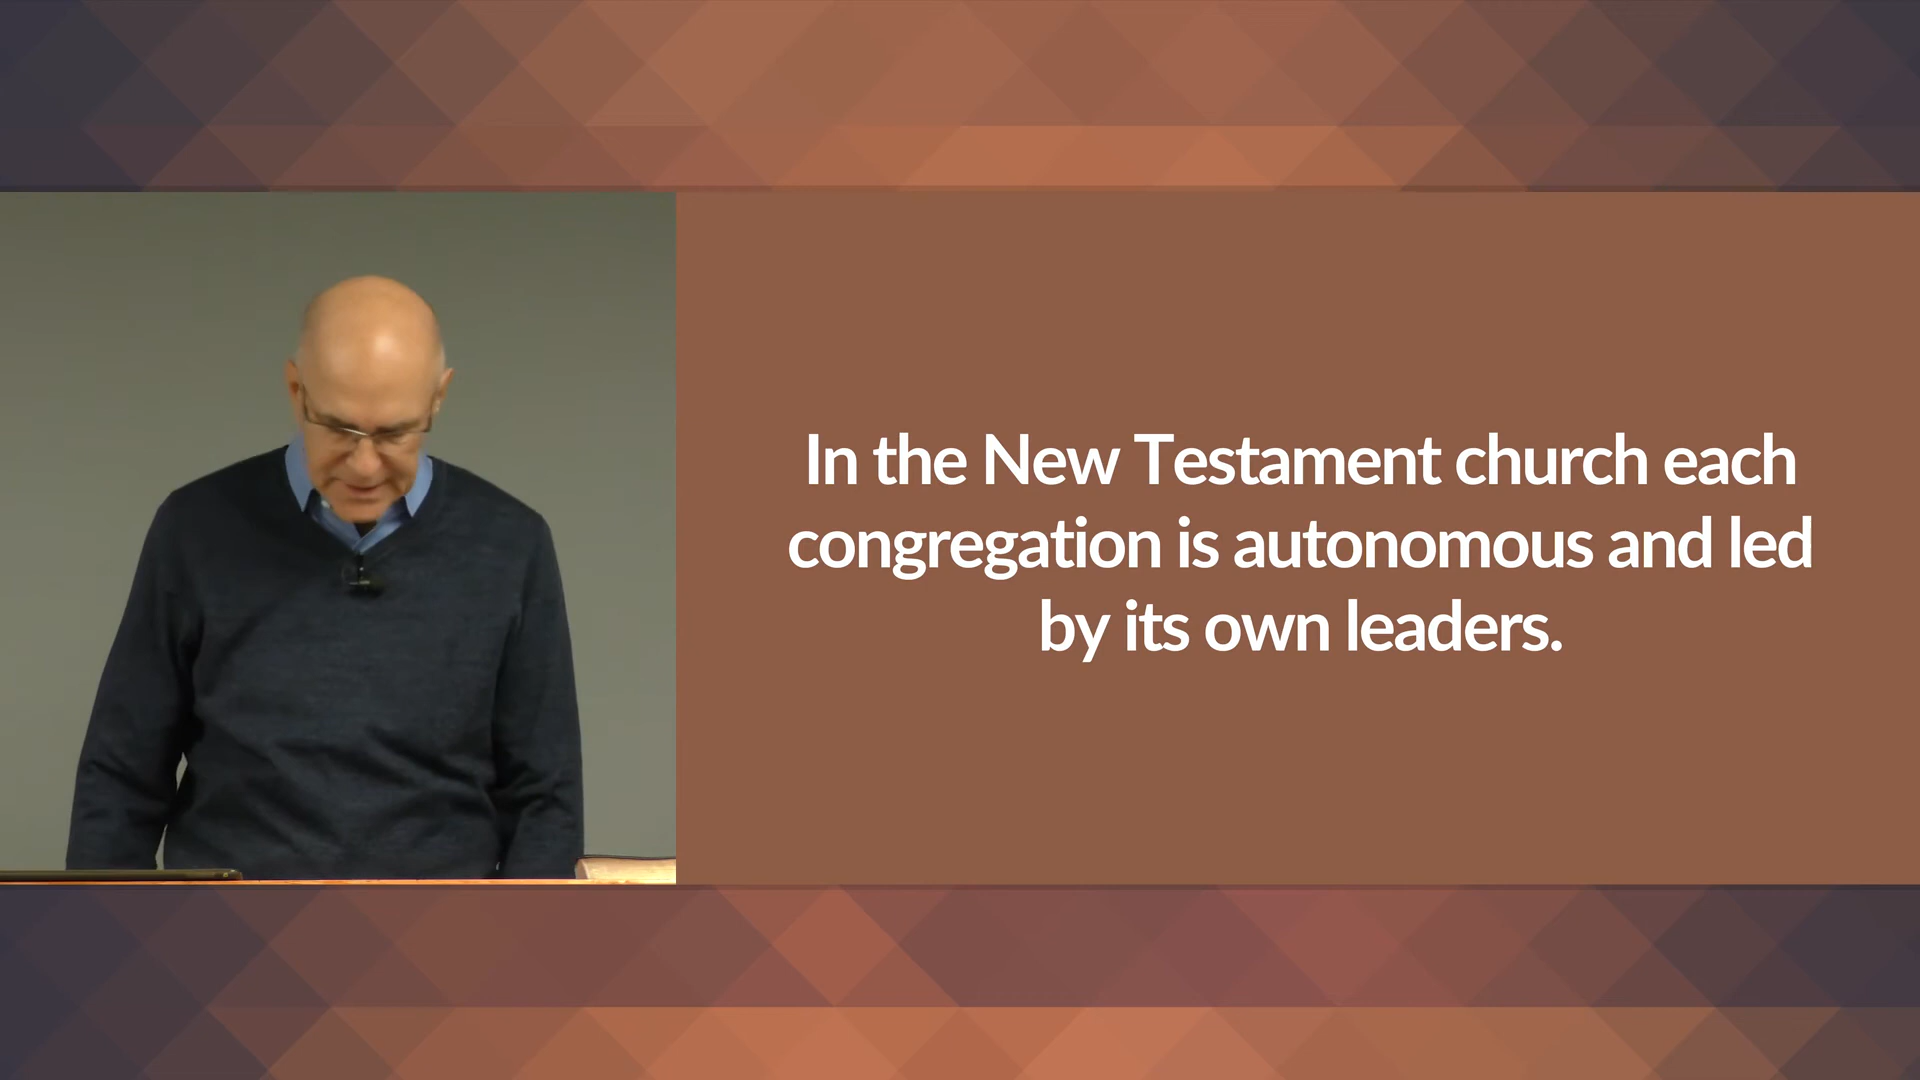 In the New Testament church each
congregation is autonomous and led
by its own leaders.